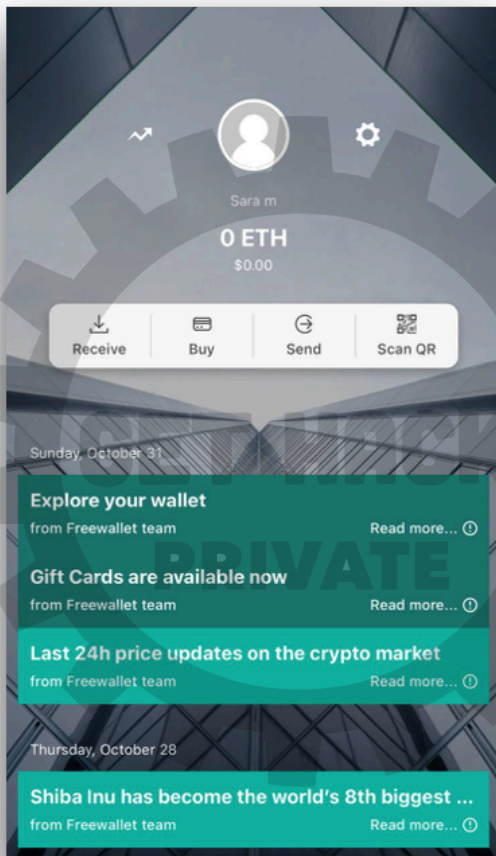 Sara m
0 ETH
$0.00
Receive Buy Send Scan QR
Sunday, October 31
GET HACK
Explore your wallet
from Freewallet team Read more...
PRIVATE
Gift Cards are available now
from Freewallet team Read more...
Last 24h price updates on the crypto market
from Freewallet team Read more...
Thursday, October 28
Shiba Inu has become the world's 8th biggest ...
from Freewallet team Read more...